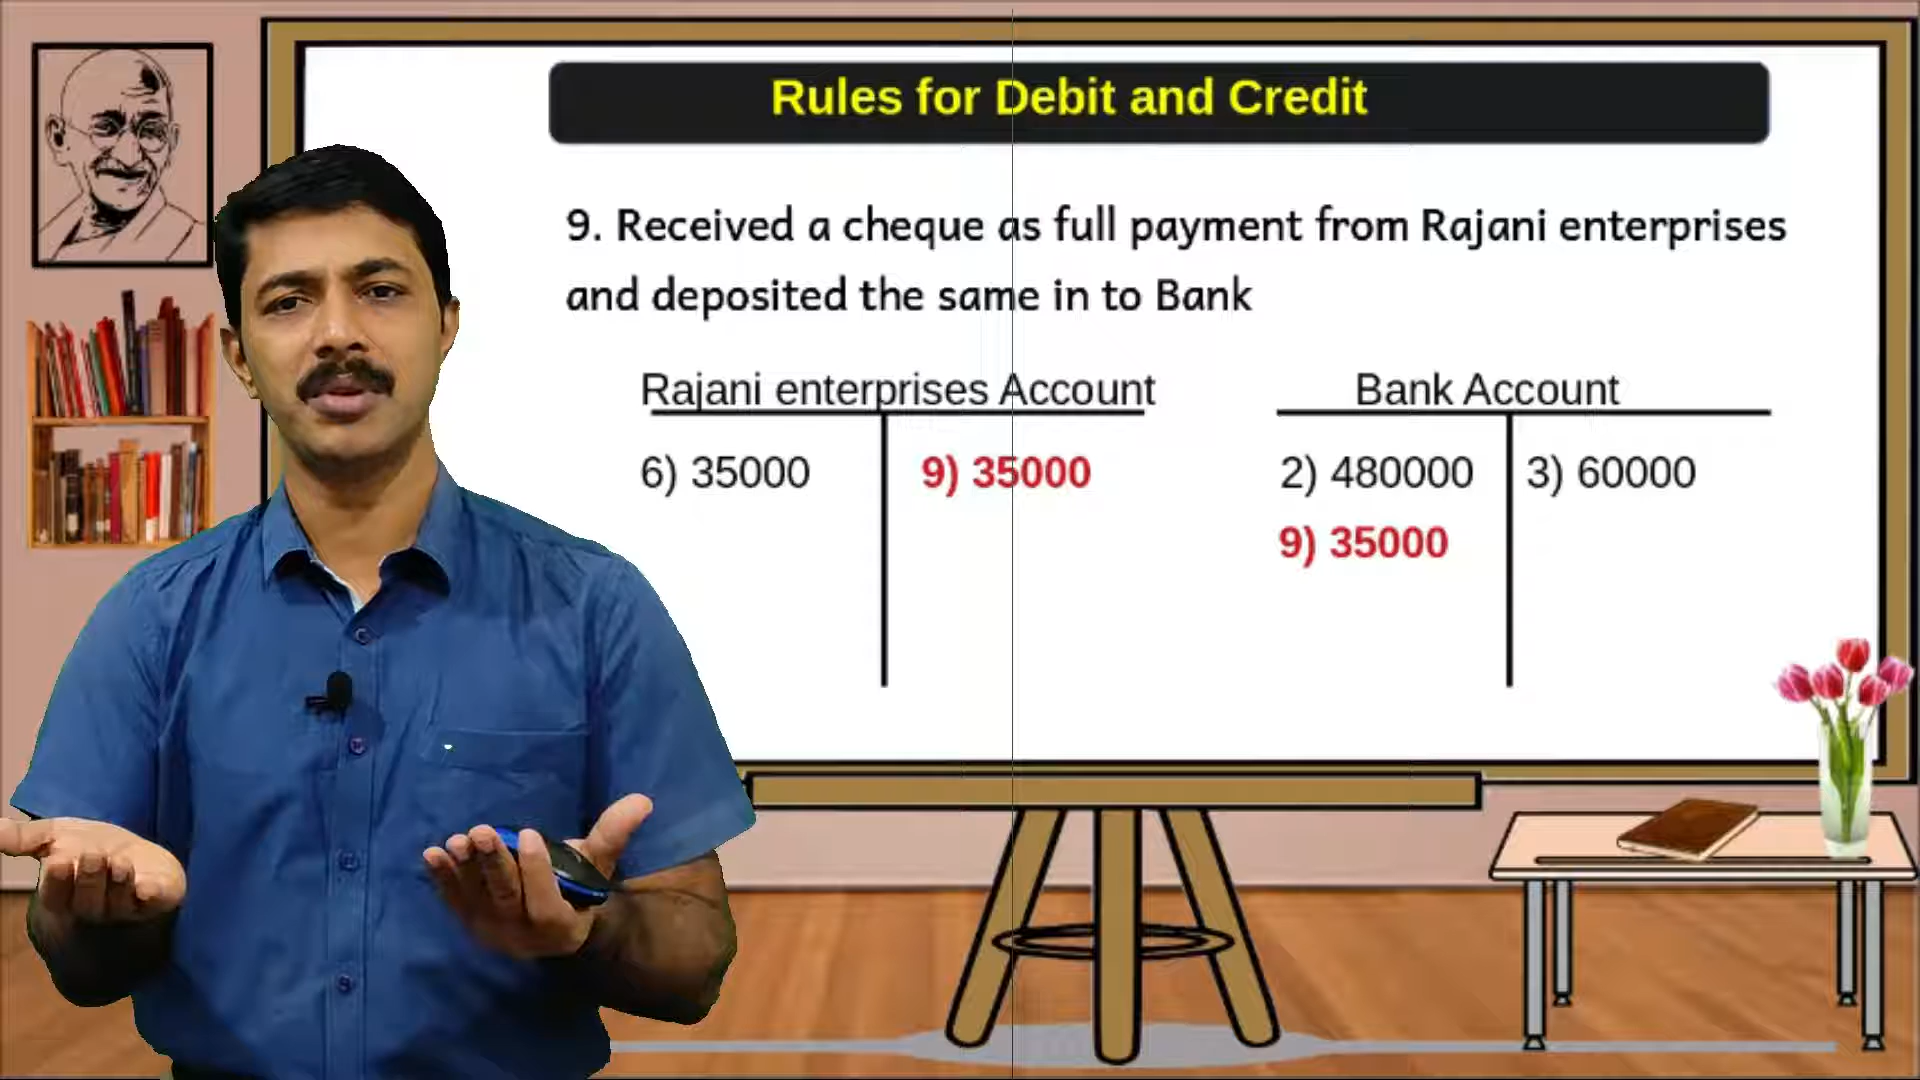 Rules for Debit and Credit
9. Received a cheque as full payment from Rajani enterprises
and deposited the same in to Bank
Rajani enterprises Account
6) 35000 9) 35000
Bank Account
2) 480000 3) 60000
9) 35000